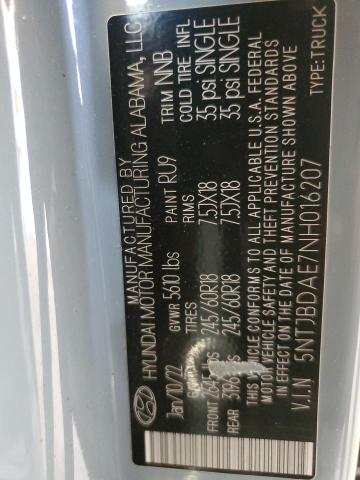 MANUFACTURED BY
HYUNDAI MOTOR MANUFACTURING ALABAMA, LLC
Jan/10/22 PAINT RU9 TRIM NNB
GVWR 5610 lbs
TIRES RIMS COLD TIRE INFL
FRONT lbs 245/60R18 7.5JX18 35 psi SINGLE
REAR lbs 245/60R18 7.5JX18 35 psi SINGLE
THIS VEHICLE CONFORMS TO ALL APPLICABLE U.S.A. FEDERAL
MOTOR VEHICLE SAFETY AND THEFT PREVENTION STANDARDS
IN EFFECT ON THE DATE OF MANUFACTURE SHOWN ABOVE.
V.I.N 5NTJBDAE7NH016207 TYPE:TRUCK